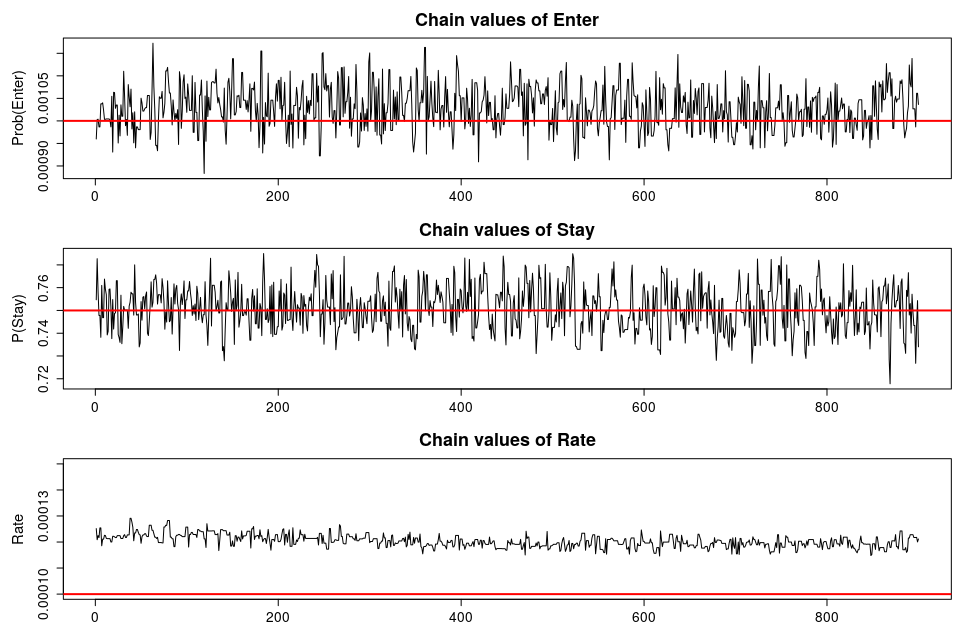 Chain values of Enter
Prob(Enter)
0.00090
0.00105
0 200 400 600 800
Chain values of Stay
P(Stay)
0.72
0.74
0.76
0 200 400 600 800
Chain values of Rate
Rate
0.00010
0.00013
0 200 400 600 800